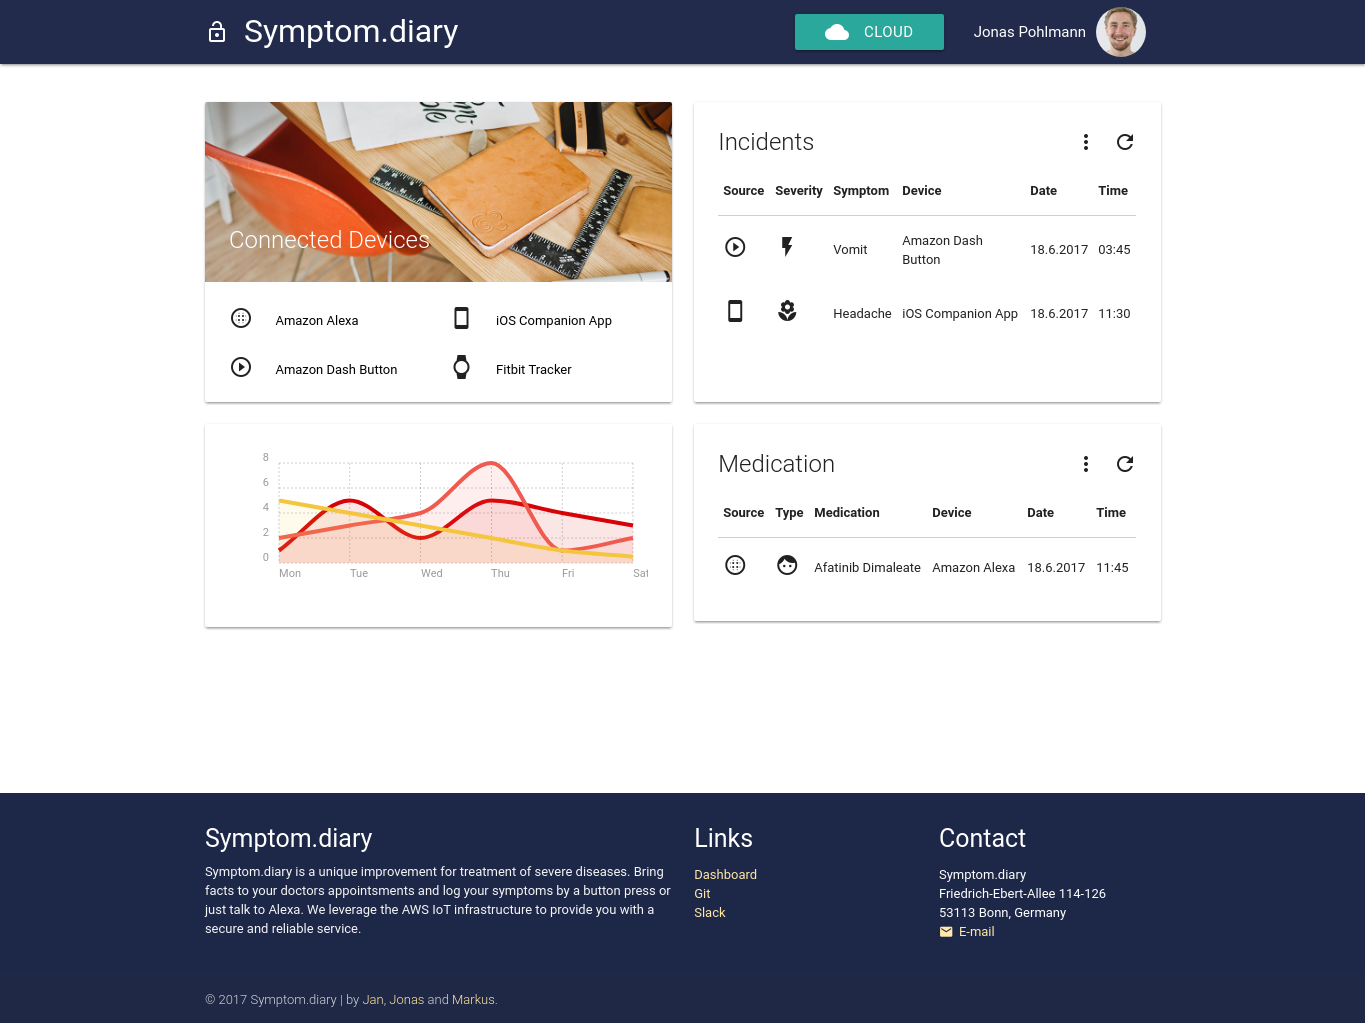 Symptom.diary
CLOUD
Jonas Pohlmann
Connected Devices
Amazon Alexa
iOS Companion App
Amazon Dash Button
Fitbit Tracker
Incidents
Source Severity Symptom Device Date Time
Vomit Amazon Dash Button 18.6.2017 03:45
Headache iOS Companion App 18.6.2017 11:30
8
6
4
2
0
Mon Tue Wed Thu Fri Sat
Medication
Source Type Medication Device Date Time
Afatinib Dimaleate Amazon Alexa 18.6.2017 11:45
Symptom.diary
Symptom.diary is a unique improvement for treatment of severe diseases. Bring
facts to your doctors appointsments and log your symptoms by a button press or
just talk to Alexa. We leverage the AWS IoT infrastructure to provide you with a
secure and reliable service.
Links
Dashboard
Git
Slack
Contact
Symptom.diary
Friedrich-Ebert-Allee 114-126
53113 Bonn, Germany
E-mail
© 2017 Symptom.diary | by Jan, Jonas and Markus.